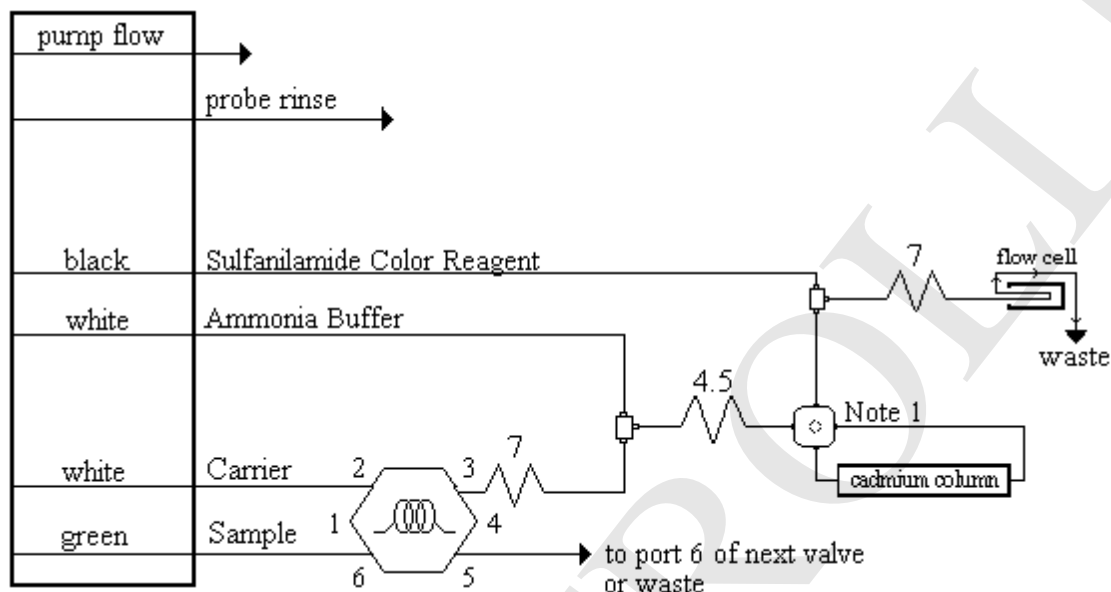 pump flow
probe rinse
black
Sulfanilamide Color Reagent
7
flow cell
white
Ammonia Buffer
waste
4.5
Note 1
7
white
Carrier
2
3
cadmium column
1
4
green
Sample
6
5
to port 6 of next valve
or waste